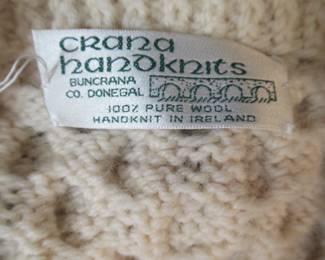 crana
handknits
BUNCRANA
CO. DONEGAL
100% PURE WOOL
HANDKNIT IN IRELAND